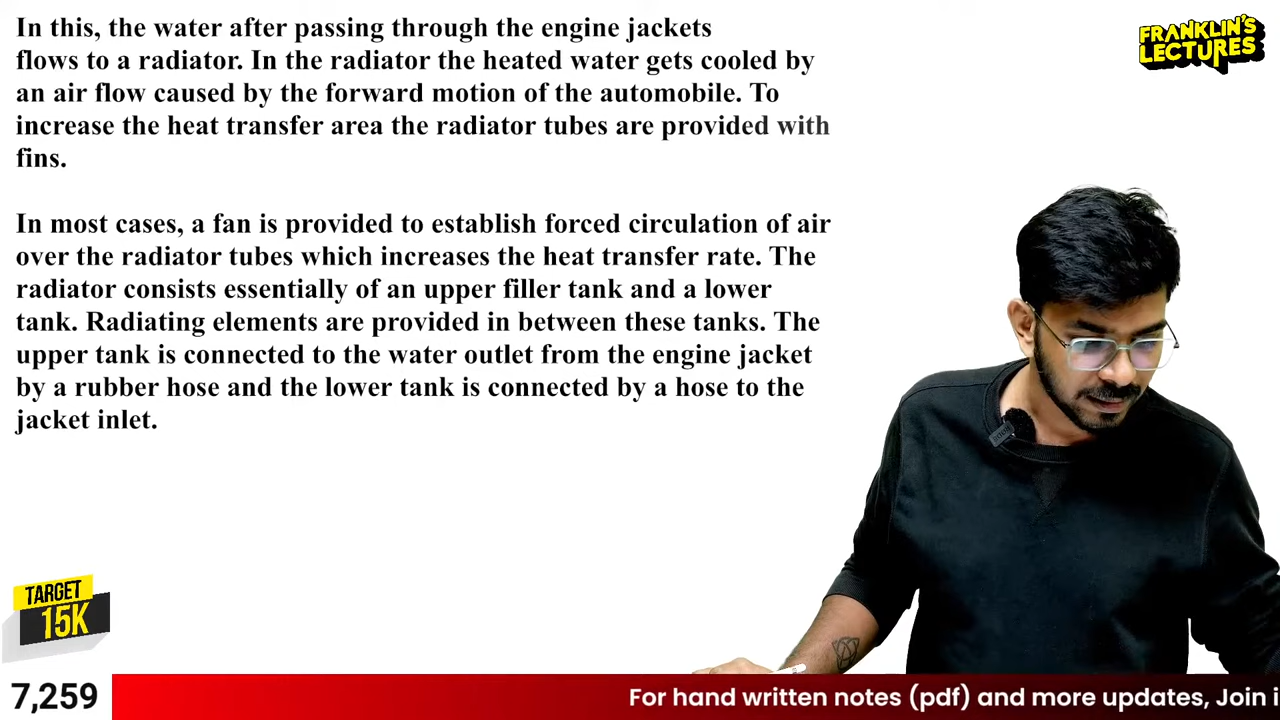 In this, the water after passing through the engine jackets
flows to a radiator. In the radiator the heated water gets cooled by
an air flow caused by the forward motion of the automobile. To
increase the heat transfer area the radiator tubes are provided with
fins.
In most cases, a fan is provided to establish forced circulation of air
over the radiator tubes which increases the heat transfer rate. The
radiator consists essentially of an upper filler tank and a lower
tank. Radiating elements are provided in between these tanks. The
upper tank is connected to the water outlet from the engine jacket
by a rubber hose and the lower tank is connected by a hose to the
jacket inlet.
FRANKLIN'S
LECTURES
TARGET
15K
7,259
For hand written notes (pdf) and more updates, Join